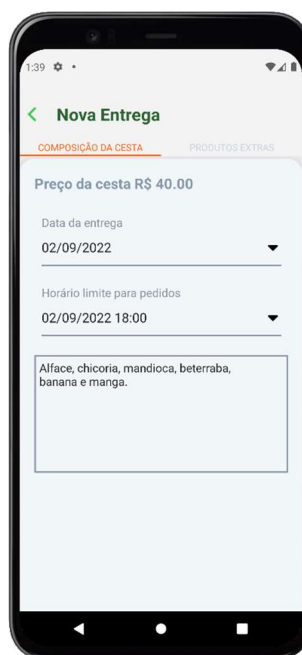 1:39
Nova Entrega
COMPOSIÇÃO DA CESTA PRODUTOS EXTRAS
Preço da cesta R$ 40.00
Data da entrega
02/09/2022
Horário limite para pedidos
02/09/2022 18:00
Alface, chicoria, mandioca, beterraba,
banana e manga.